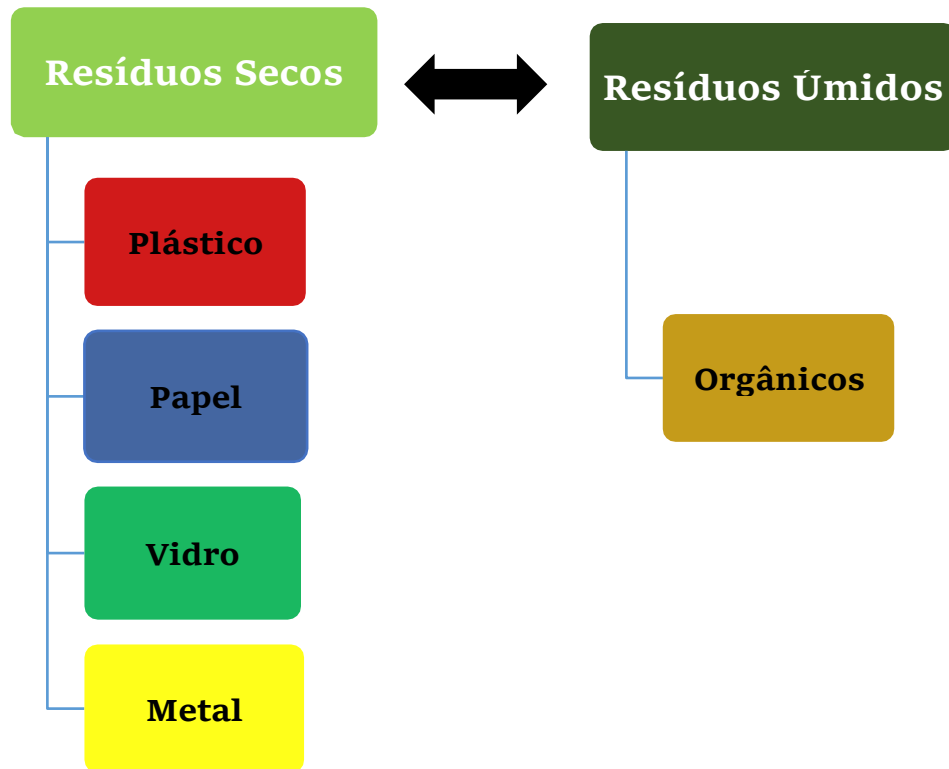 Resíduos Secos
Resíduos Úmidos
Plástico
Papel
Orgânicos
Vidro
Metal